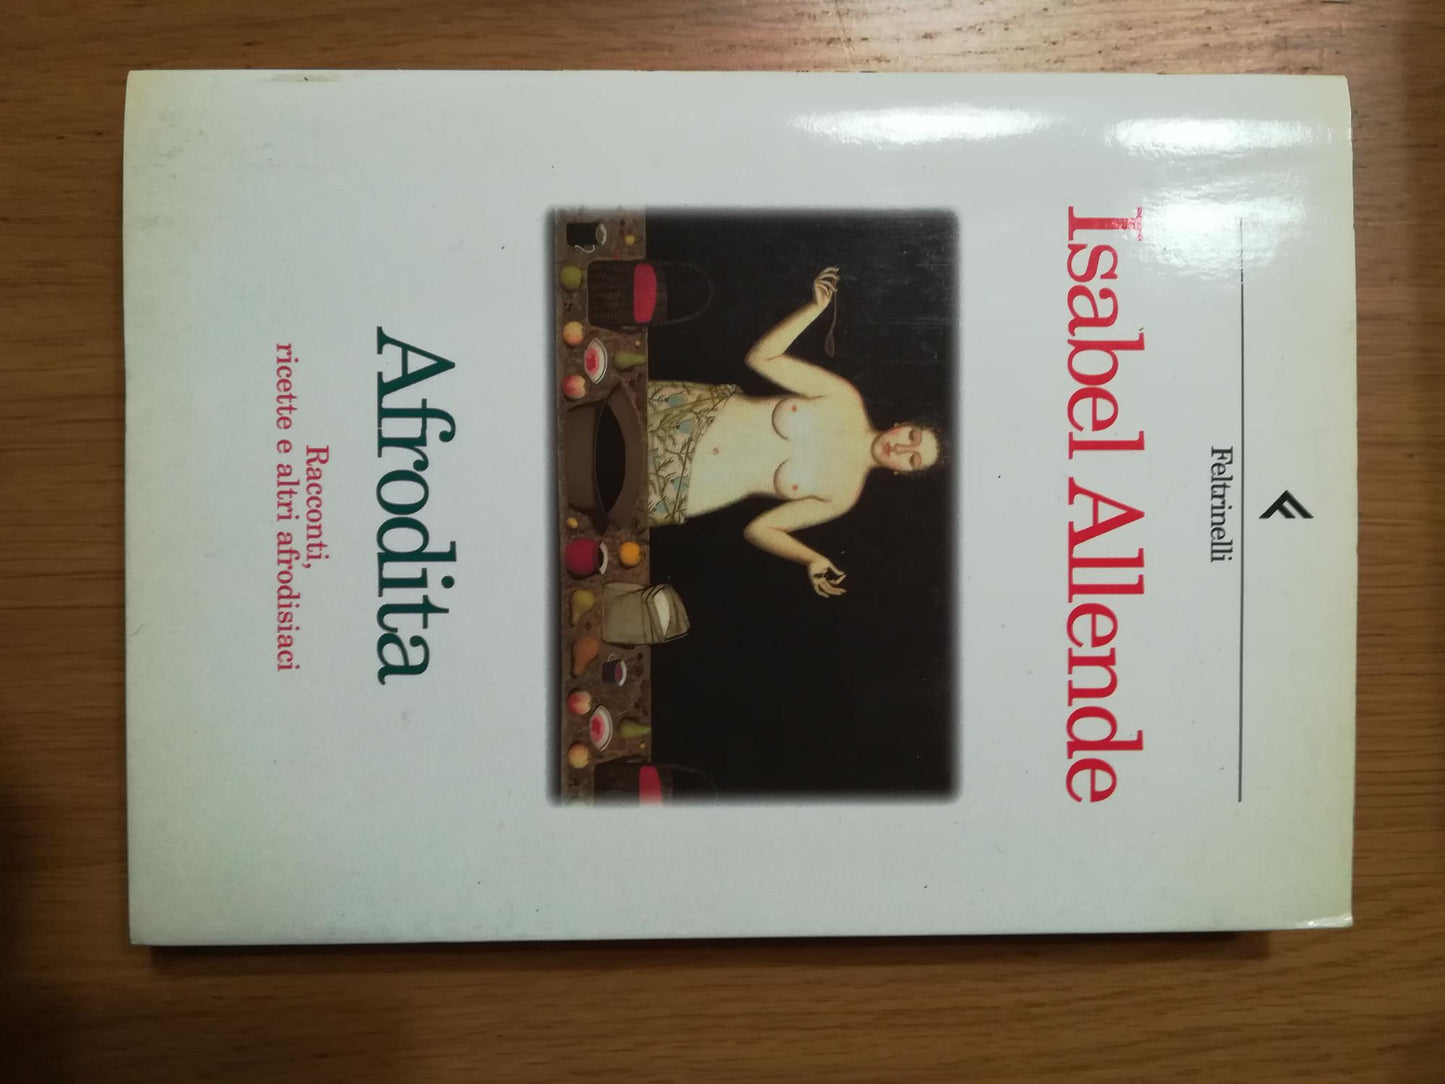 Feltrinelli
Isabel Allende
Afrodita
Racconti,
ricette e altri afrodisiaci